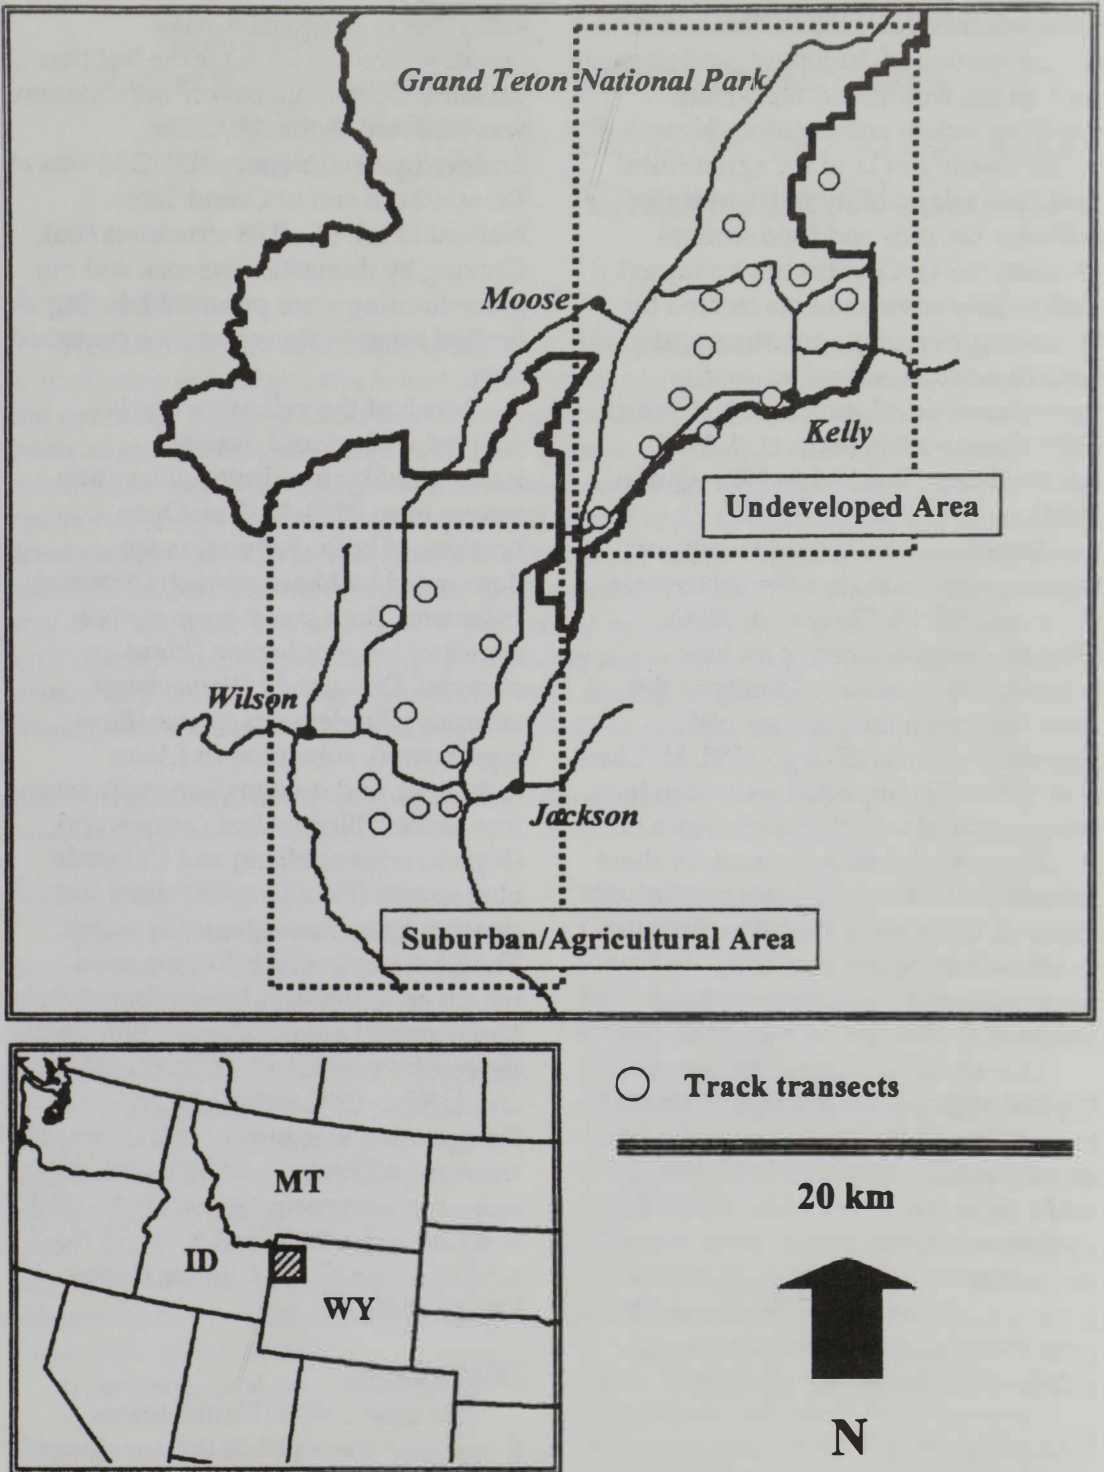 Grand Teton National Park
Moose
Kelly
Undeveloped Area
Wilson
Jackson
Suburban/Agricultural Area
Track transects
20 km
N
MT
ID
WY